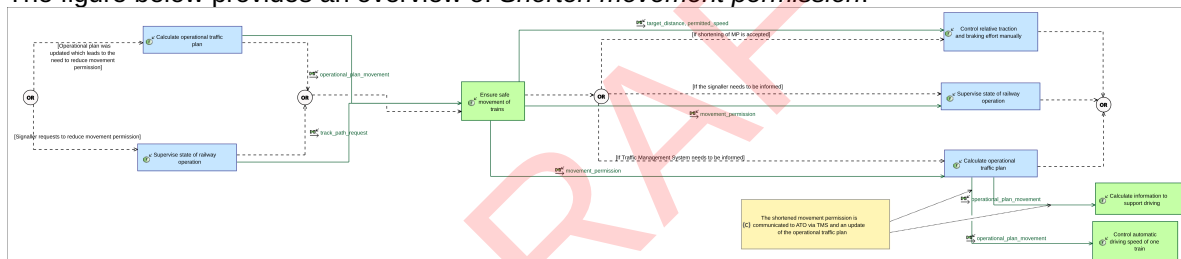 The figure below provides an overview of Shorten movement permission.
[Operational plan was
updated which leads to the
need to reduce movement
permission]
Calculate operational traffic
plan
operational_plan_movement
OR
OR
[Signaller requests to reduce movement permission]
track_path_request
Supervise state of railway
operation
Ensure safe
movement of
trains
target_distance, permitted_speed
[If shortening of MP is accepted]
Control relative traction
and braking effort manually
OR
[If the signaller needs to be informed]
movement_permission
Supervise state of railway
operation
OR
[If Traffic Management System needs to be informed]
movement_permission
Calculate operational
traffic plan
operational_plan_movement
Calculate information to
support driving
{C}
The shortened movement permission is
communicated to ATO via TMS and an update
of the operational traffic plan
operational_plan_movement
Control automatic
driving speed of one
train
RAF